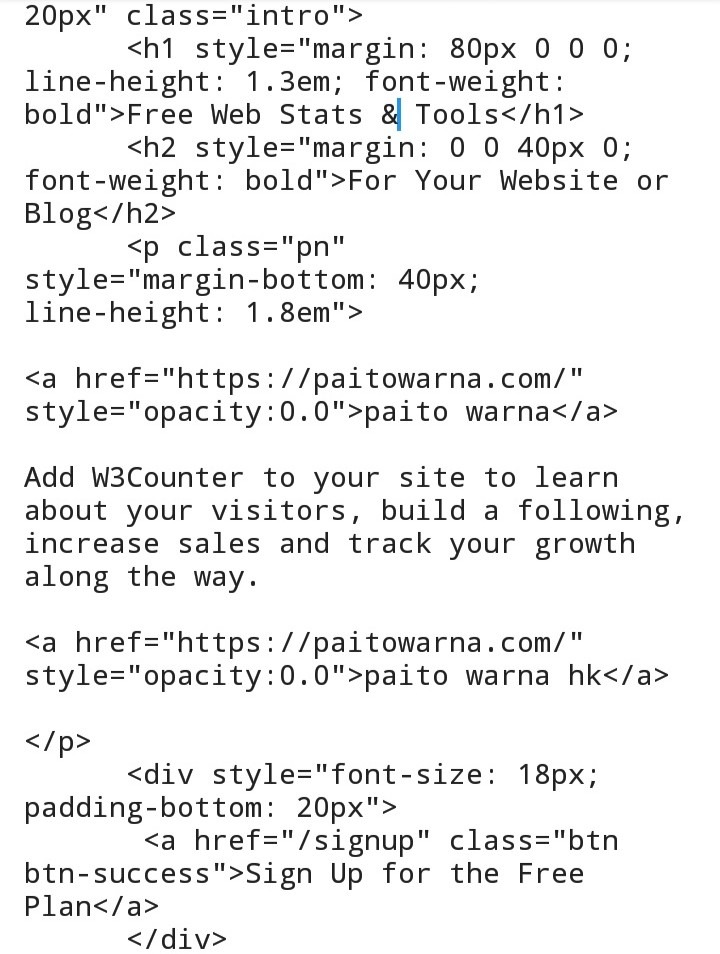 20px" class="intro">
<h1 style="margin: 80px 0 0 0;
line-height: 1.3em; font-weight:
bold">Free Web Stats & Tools</h1>
<h2 style="margin: 0 0 40px 0;
font-weight: bold">For Your Website or
Blog</h2>
<p class="pn"
style="margin-bottom: 40px;
line-height: 1.8em">
<a href="https://paitowarna.com/"
style="opacity:0.0">paito warna</a>
Add W3Counter to your site to learn
about your visitors, build a following,
increase sales and track your growth
along the way.
<a href="https://paitowarna.com/"
style="opacity:0.0">paito warna hk</a>
</p>
<div style="font-size: 18px;
padding-bottom: 20px">
<a href="/signup" class="btn
btn-success">Sign Up for the Free
Plan</a>
</div>